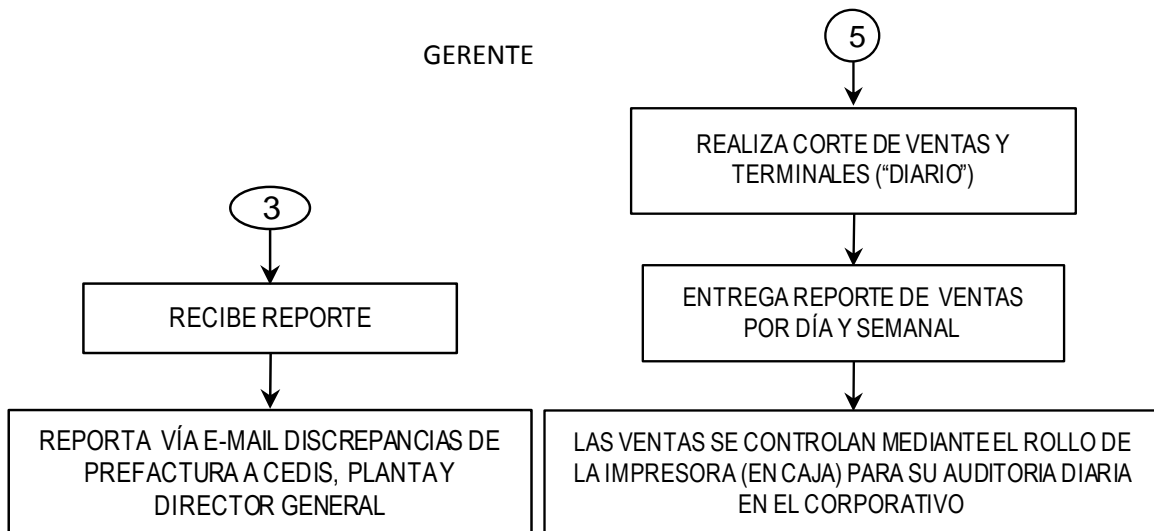 GERENTE
3
RECIBE REPORTE
REPORTA VÍA E-MAIL DISCREPANCIAS DE
PREFACTURA A CEDIS, PLANTA Y
DIRECTOR GENERAL
5
REALIZA CORTE DE VENTAS Y
TERMINALES (“DIARIO”)
ENTREGA REPORTE DE VENTAS
POR DÍA Y SEMANAL
LAS VENTAS SE CONTROLAN MEDIANTE EL ROLLO DE
LA IMPRESORA (EN CAJA) PARA SU AUDITORIA DIARIA
EN EL CORPORATIVO